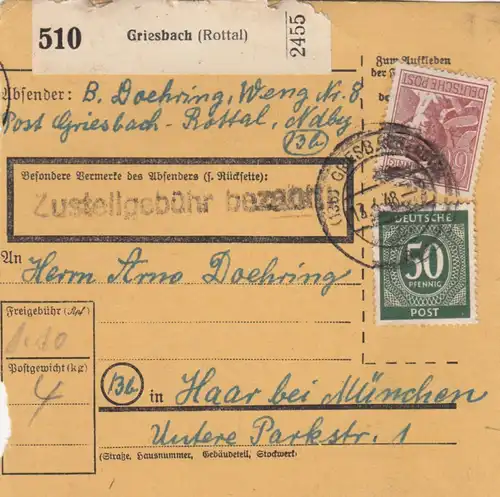 510 Griesbach (Rottal) 2455
Zum Aufkleben
der
Absender: B. Doehring, Weng Nr. 8
Post Griesbach-Rottal, Ndby
13b
DEUTSCHE POST
Besondere Vermerke des Absenders (s. Rückseite):
Zustellgebühr bezahlt
An
Herrn Arno Doehring
DEUTSCHE
50
PFENNIG
POST
Freigebühr (RM)
1.10
Postgewicht (kg)
4
13b in Haar bei München
Untere Parkstr. 1
(Straße, Hausnummer, Gebäudeteil, Stockwerk)